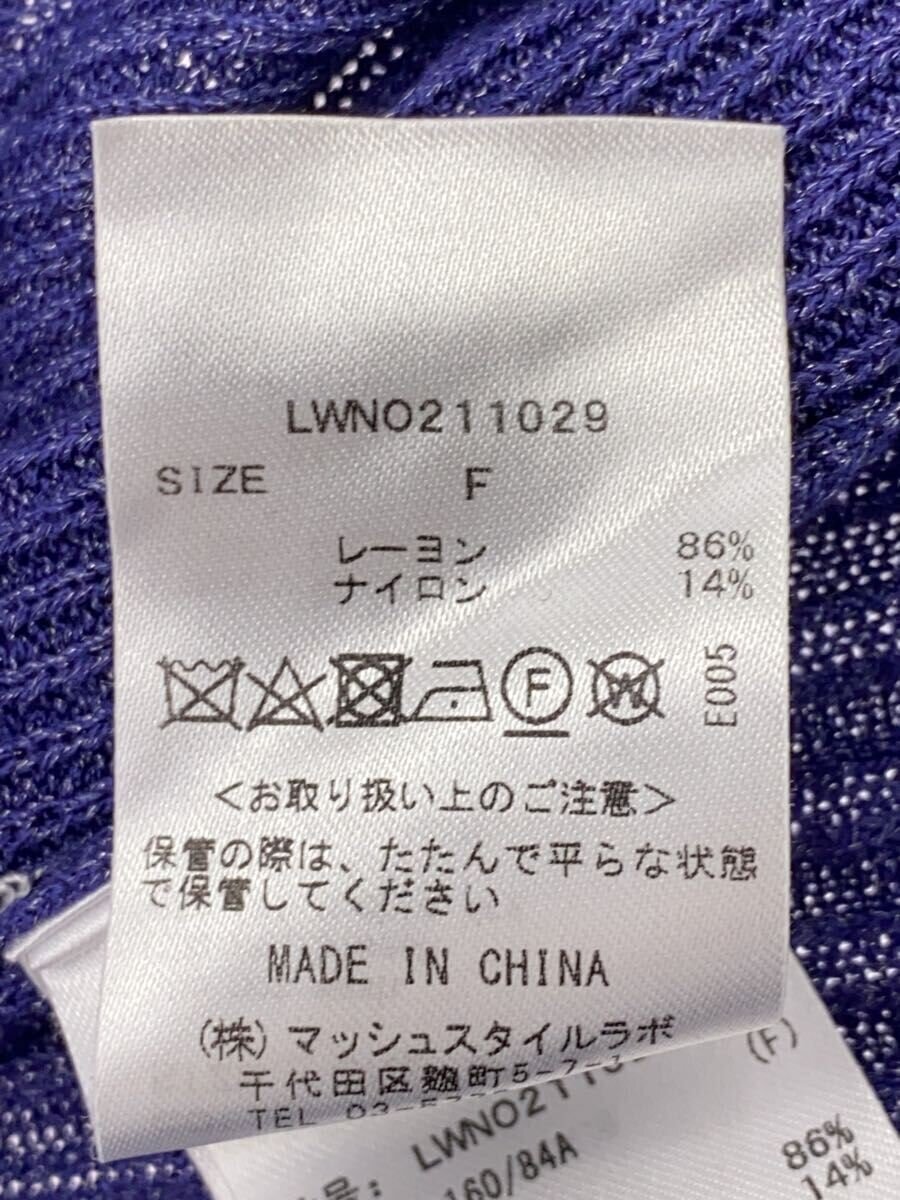 LWNO211029
SIZE F
レーヨン 86%
ナイロン 14%
F W E005
<お取り扱い上のご注意>
保管の際は、たたんで平らな状態
で保管してください
MADE IN CHINA
(株)マッシュスタイルラボ
千代田区麹町5-7-
TEL 03-
(F)
号: LWNO211
160/84A
86%
14%